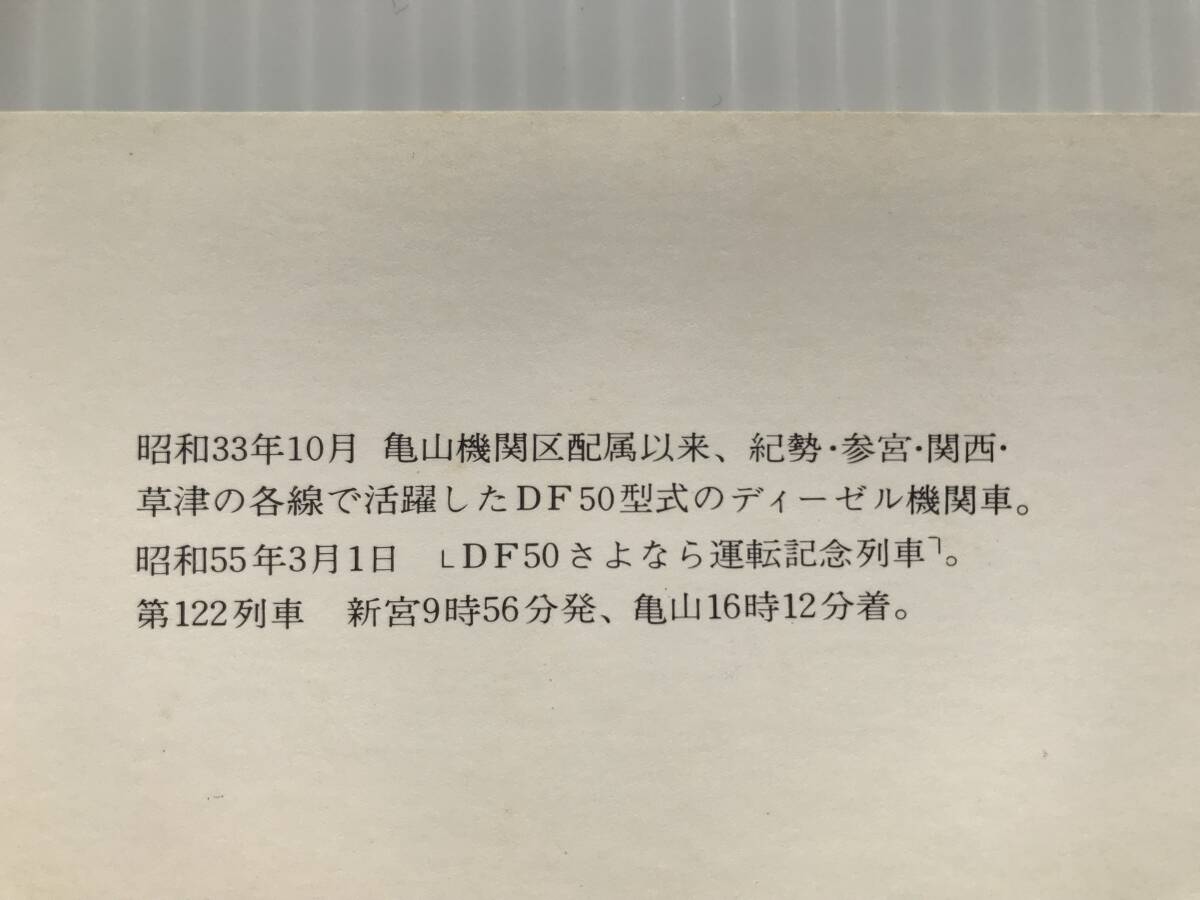 昭和33年10月 亀山機関区配属以来、紀勢・参宮・関西・
草津の各線で活躍したDF50型式のディーゼル機関車。
昭和55年3月1日 ﹂DF50さよなら運転記念列車﹁。
第122列車 新宮9時56分発、亀山16時12分着。